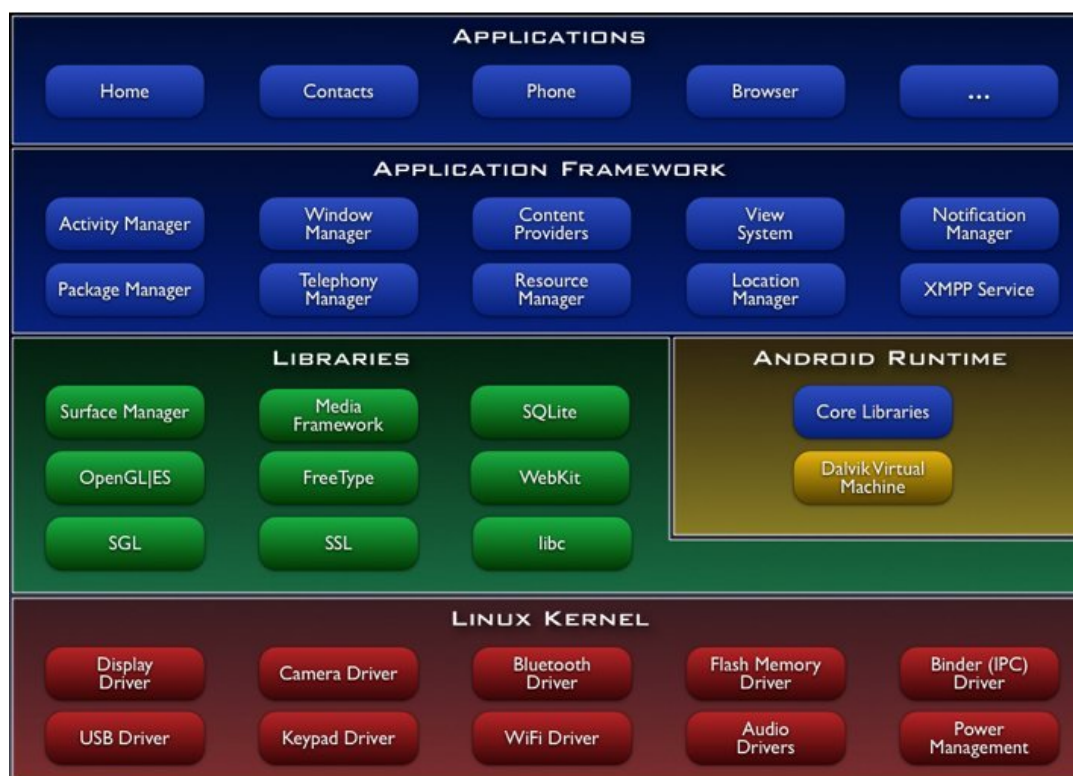 APPLICATIONS
Home
Contacts
Phone
Browser
...
APPLICATION FRAMEWORK
Activity Manager
Window
Manager
Content
Providers
View
System
Notification
Manager
Package Manager
Telephony
Manager
Resource
Manager
Location
Manager
XMPP Service
LIBRARIES
Surface Manager
Media
Framework
SQLite
OpenGL|ES
FreeType
WebKit
SGL
SSL
libc
ANDROID RUNTIME
Core Libraries
Dalvik Virtual
Machine
LINUX KERNEL
Display
Driver
Camera Driver
Bluetooth
Driver
Flash Memory
Driver
Binder (IPC)
Driver
USB Driver
Keypad Driver
WiFi Driver
Audio
Drivers
Power
Management